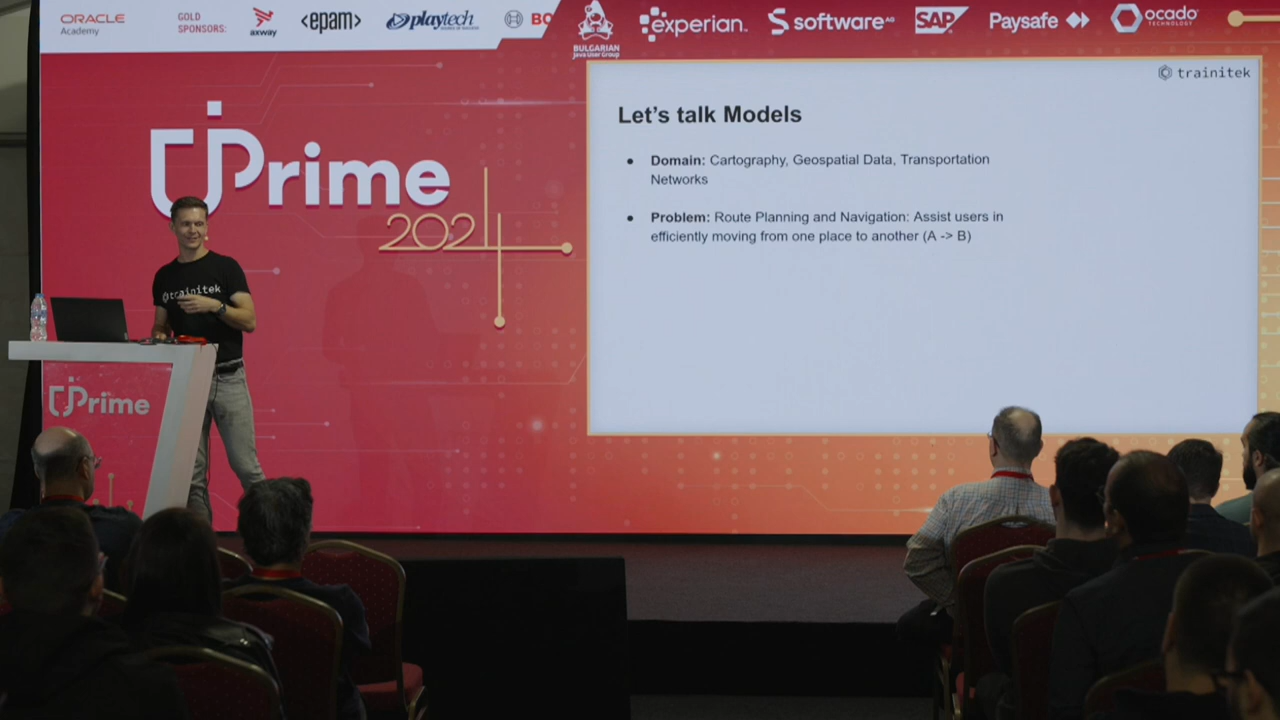 ORACLE
Academy
GOLD
SPONSORS:
axway
<epam>
playtech
BO
BULGARIAN
Java User Group
experian.
software AG
SAP
Paysafe
ocado
TECHNOLOGY
trainitek
Let's talk Models
• Domain: Cartography, Geospatial Data, Transportation
Networks
• Problem: Route Planning and Navigation: Assist users in
efficiently moving from one place to another (A -> B)
jPrime
2024
trainitek
jPrime